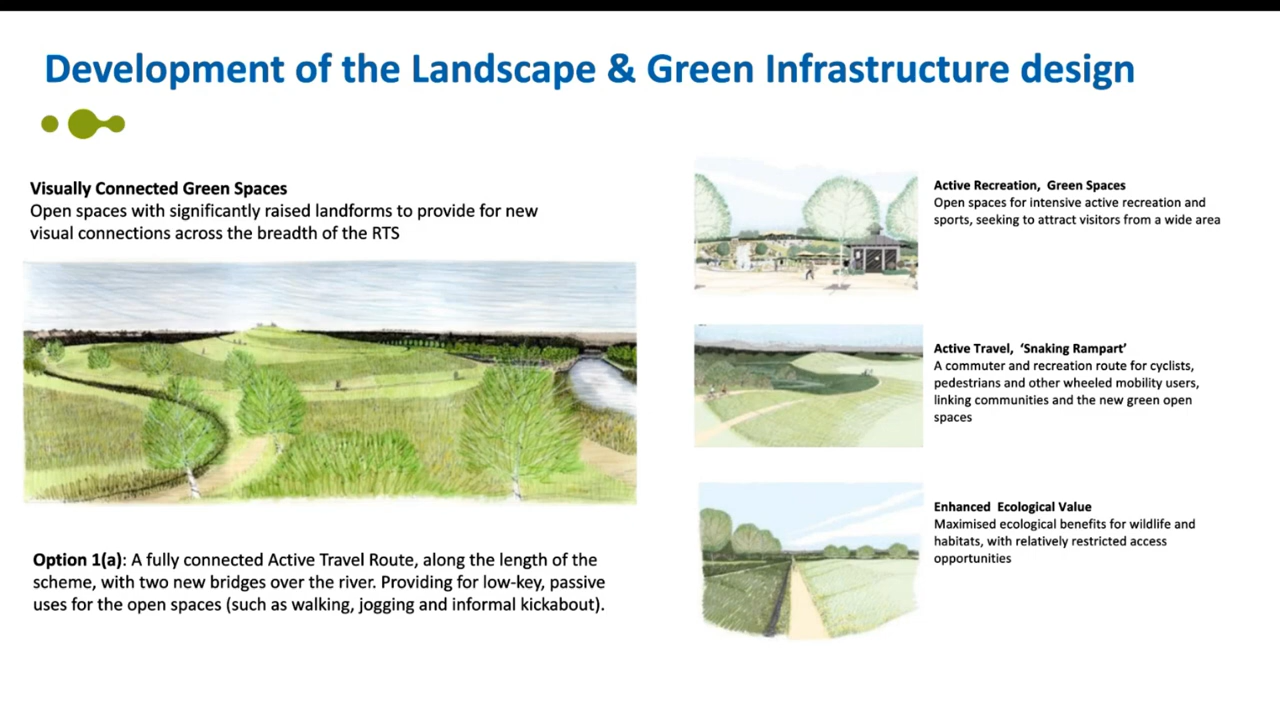 Development of the Landscape & Green Infrastructure design
Visually Connected Green Spaces
Open spaces with significantly raised landforms to provide for new
visual connections across the breadth of the RTS
Option 1(a): A fully connected Active Travel Route, along the length of the
scheme, with two new bridges over the river. Providing for low-key, passive
uses for the open spaces (such as walking, jogging and informal kickabout).
Active Recreation,  Green Spaces
Open spaces for intensive active recreation and
sports, seeking to attract visitors from a wide area
Active Travel,  ‘Snaking Rampart’
A commuter and recreation route for cyclists,
pedestrians and other wheeled mobility users,
linking communities and the new green open
spaces
Enhanced  Ecological Value
Maximised ecological benefits for wildlife and
habitats, with relatively restricted access
opportunities